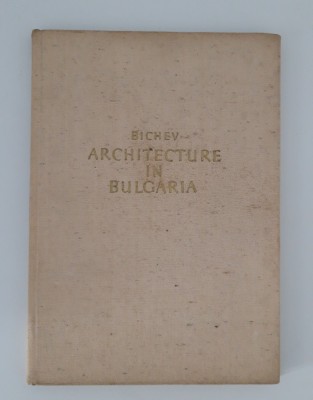 BICHEV
ARCHITECTURE
IN
BULGARIA